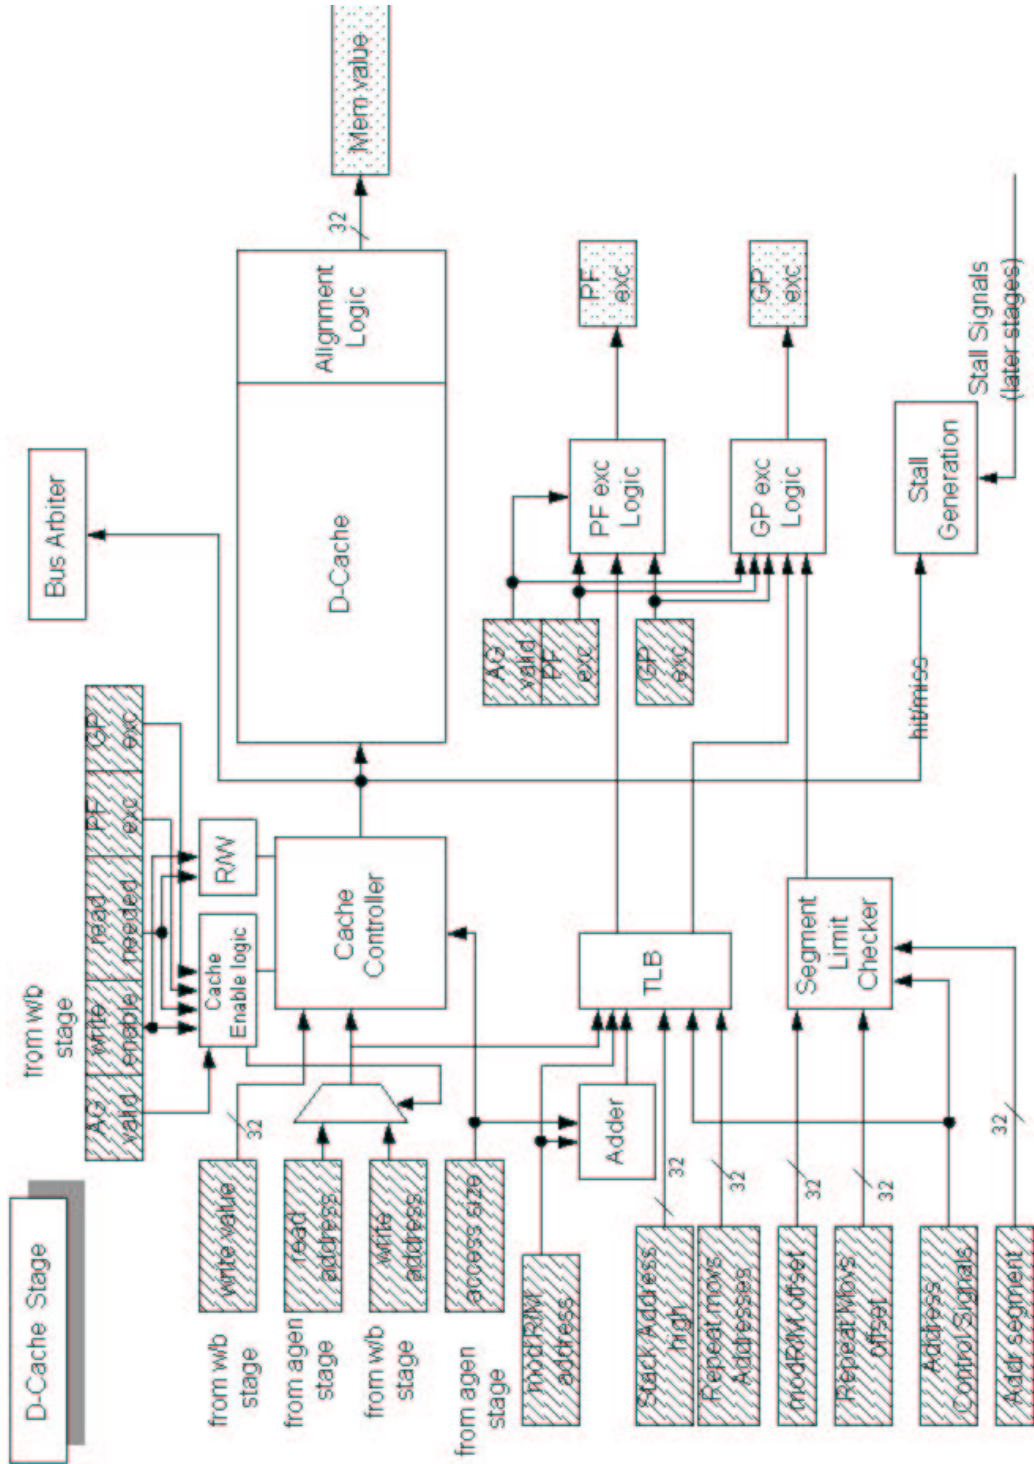 D-Cache Stage
from w/b
stage
AG
valid
write
enable
read
needed
PF
exc
GP
exc
Bus Arbiter
from w/b
stage
write value
32
Cache
Enable logic
R/W
from agen
stage
read
address
from w/b
stage
write
address
Cache
Controller
D-Cache
Alignment
Logic
32
Mem value
from agen
stage
access size
modR/M
address
Adder
Stack Address
high
32
Repeat movs
Addresses
32
TLB
AG
valid
PF
exc
GP
exc
PF exc
Logic
PF
exc
GP exc
Logic
GP
exc
modR/M offset
32
Repeat Movs
offset
32
Segment
Limit
Checker
Address
Control Signals
Addr segment
32
hit/miss
Stall
Generation
Stall Signals
(later stages)